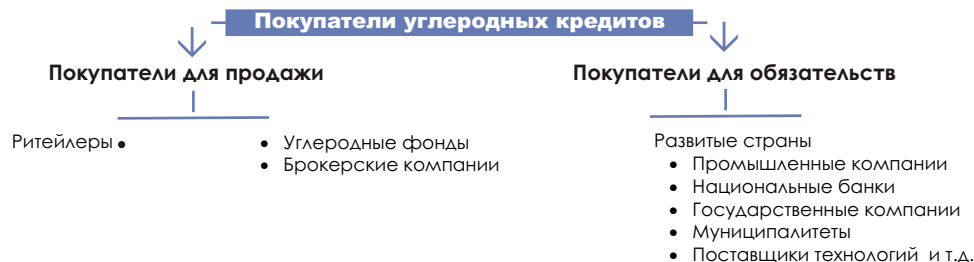 Покупатели углеродных кредитов
Покупатели для продажи
Ритейлеры •
• Углеродные фонды
• Брокерские компании
Покупатели для обязательств
Развитые страны
• Промышленные компании
• Национальные банки
• Государственные компании
• Муниципалитеты
• Поставщики технологий и т.д.